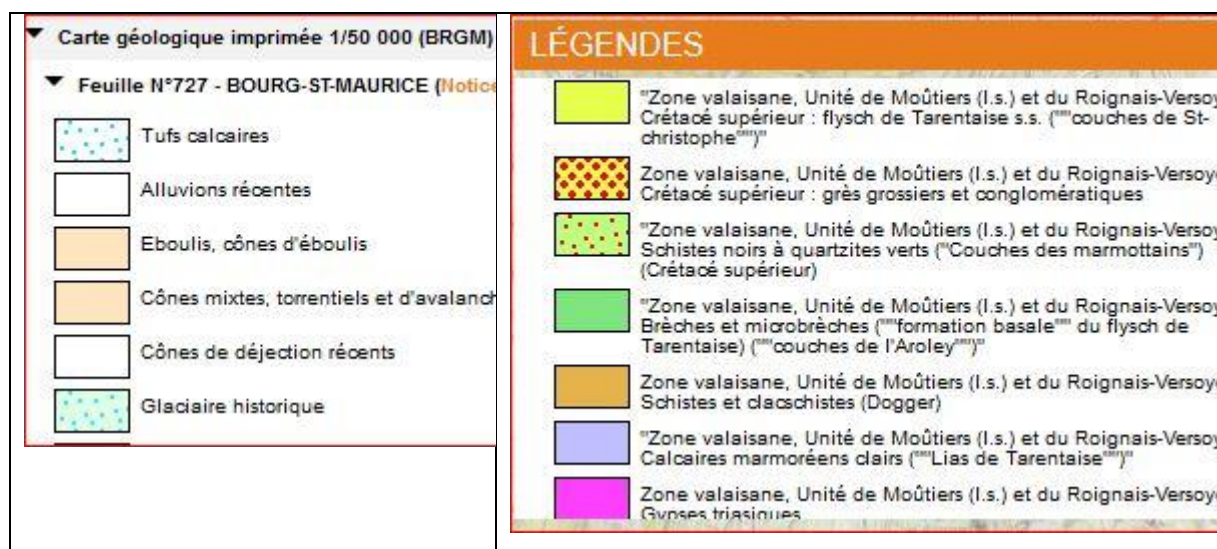 Carte géologique imprimée 1/50 000 (BRGM)
Feuille N°727 - BOURG-ST-MAURICE (Notice
Tufs calcaires
Alluvions récentes
Eboulis, cônes d'éboulis
Cônes mixtes, torrentiels et d'avalanch
Cônes de déjection récents
Glaciaire historique
LÉGENDES
"Zone valaisane, Unité de Moûtiers (l.s.) et du Roignais-Versoy
Crétacé supérieur : flysch de Tarentaise s.s. (""couches de St-
christophe"")"
Zone valaisane, Unité de Moûtiers (l.s.) et du Roignais-Versoy
Crétacé supérieur : grès grossiers et conglomératiques
"Zone valaisane, Unité de Moûtiers (l.s.) et du Roignais-Versoy
Schistes noirs à quartzites verts ("Couches des marmottains")
(Crétacé supérieur)
"Zone valaisane, Unité de Moûtiers (l.s.) et du Roignais-Versoy
Brèches et microbrèches (""formation basale"" du flysch de
Tarentaise) (""couches de l'Aroley"")"
Zone valaisane, Unité de Moûtiers (l.s.) et du Roignais-Versoy
Schistes et clacschistes (Dogger)
"Zone valaisane, Unité de Moûtiers (l.s.) et du Roignais-Versoy
Calcaires marmoréens clairs (""Lias de Tarentaise"")"
Zone valaisane, Unité de Moûtiers (l.s.) et du Roignais-Versoy
Gypses triasiques